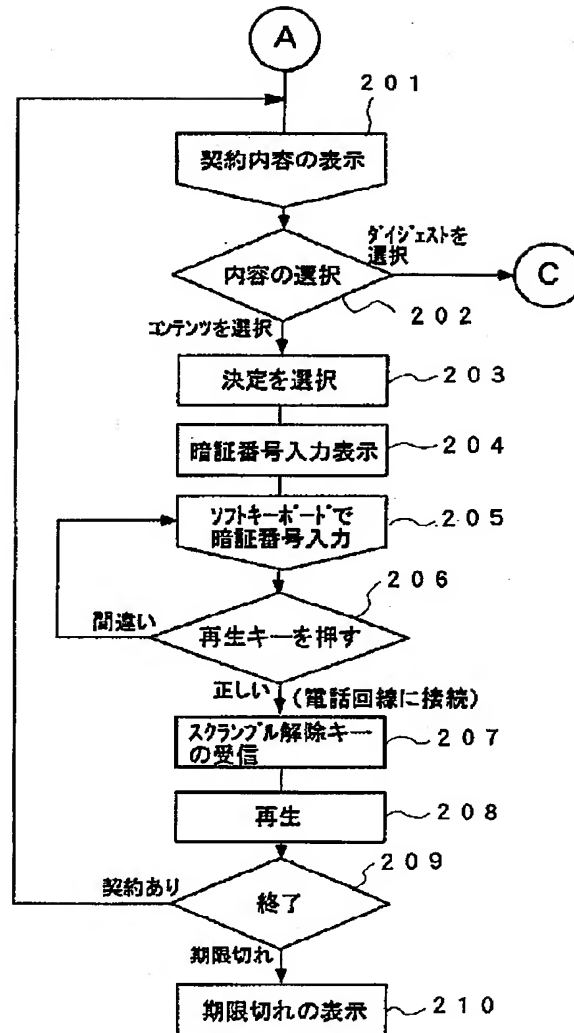 A
201
契約内容の表示
ダイジェストを
選択
内容の選択
C
202
コンテンツを選択
決定を選択
203
暗証番号入力表示
204
ソフトキーボードで
暗証番号入力
205
206
間違い
再生キーを押す
正しい
(電話回線に接続)
スクランブル解除キー
の受信
207
再生
208
209
契約あり
終了
期限切れ
期限切れの表示
210